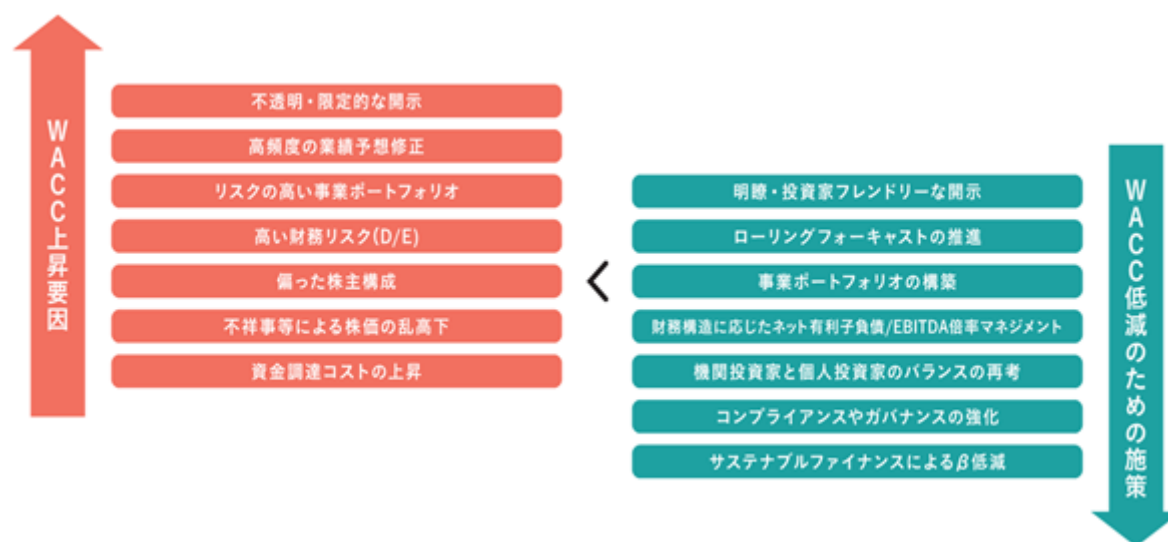 WACC上昇要因
不透明・限定的な開示
高頻度の業績予想修正
リスクの高い事業ポートフォリオ
高い財務リスク(D/E)
偏った株主構成
不祥事等による株価の乱高下
資金調達コストの上昇
<
明瞭・投資家フレンドリーな開示
ローリングフォーキャストの推進
事業ポートフォリオの構築
財務構造に応じたネット有利子負債/EBITDA倍率マネジメント
機関投資家と個人投資家のバランスの再考
コンプライアンスやガバナンスの強化
サステナブルファイナンスによるβ低減
WACC低減のための施策